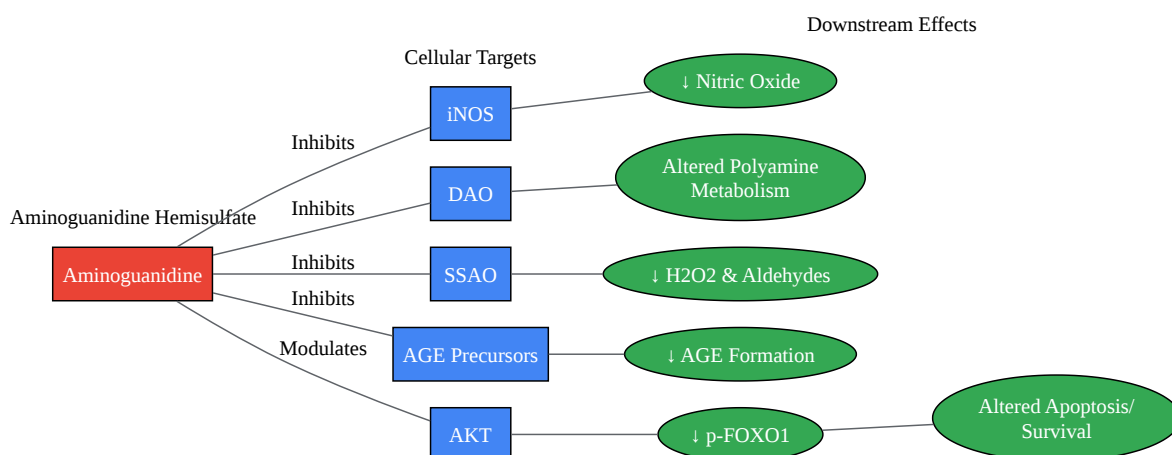 Downstream Effects
Cellular Targets
↓ Nitric Oxide
iNOS
Inhibits
Altered Polyamine
Metabolism
DAO
Inhibits
Aminoguanidine Hemisulfate
Aminoguanidine
Inhibits
SSAO
↓ H2O2 & Aldehydes
Inhibits
Modulates
AGE Precursors
↓ AGE Formation
AKT
↓ p-FOXO1
Altered Apoptosis/
Survival